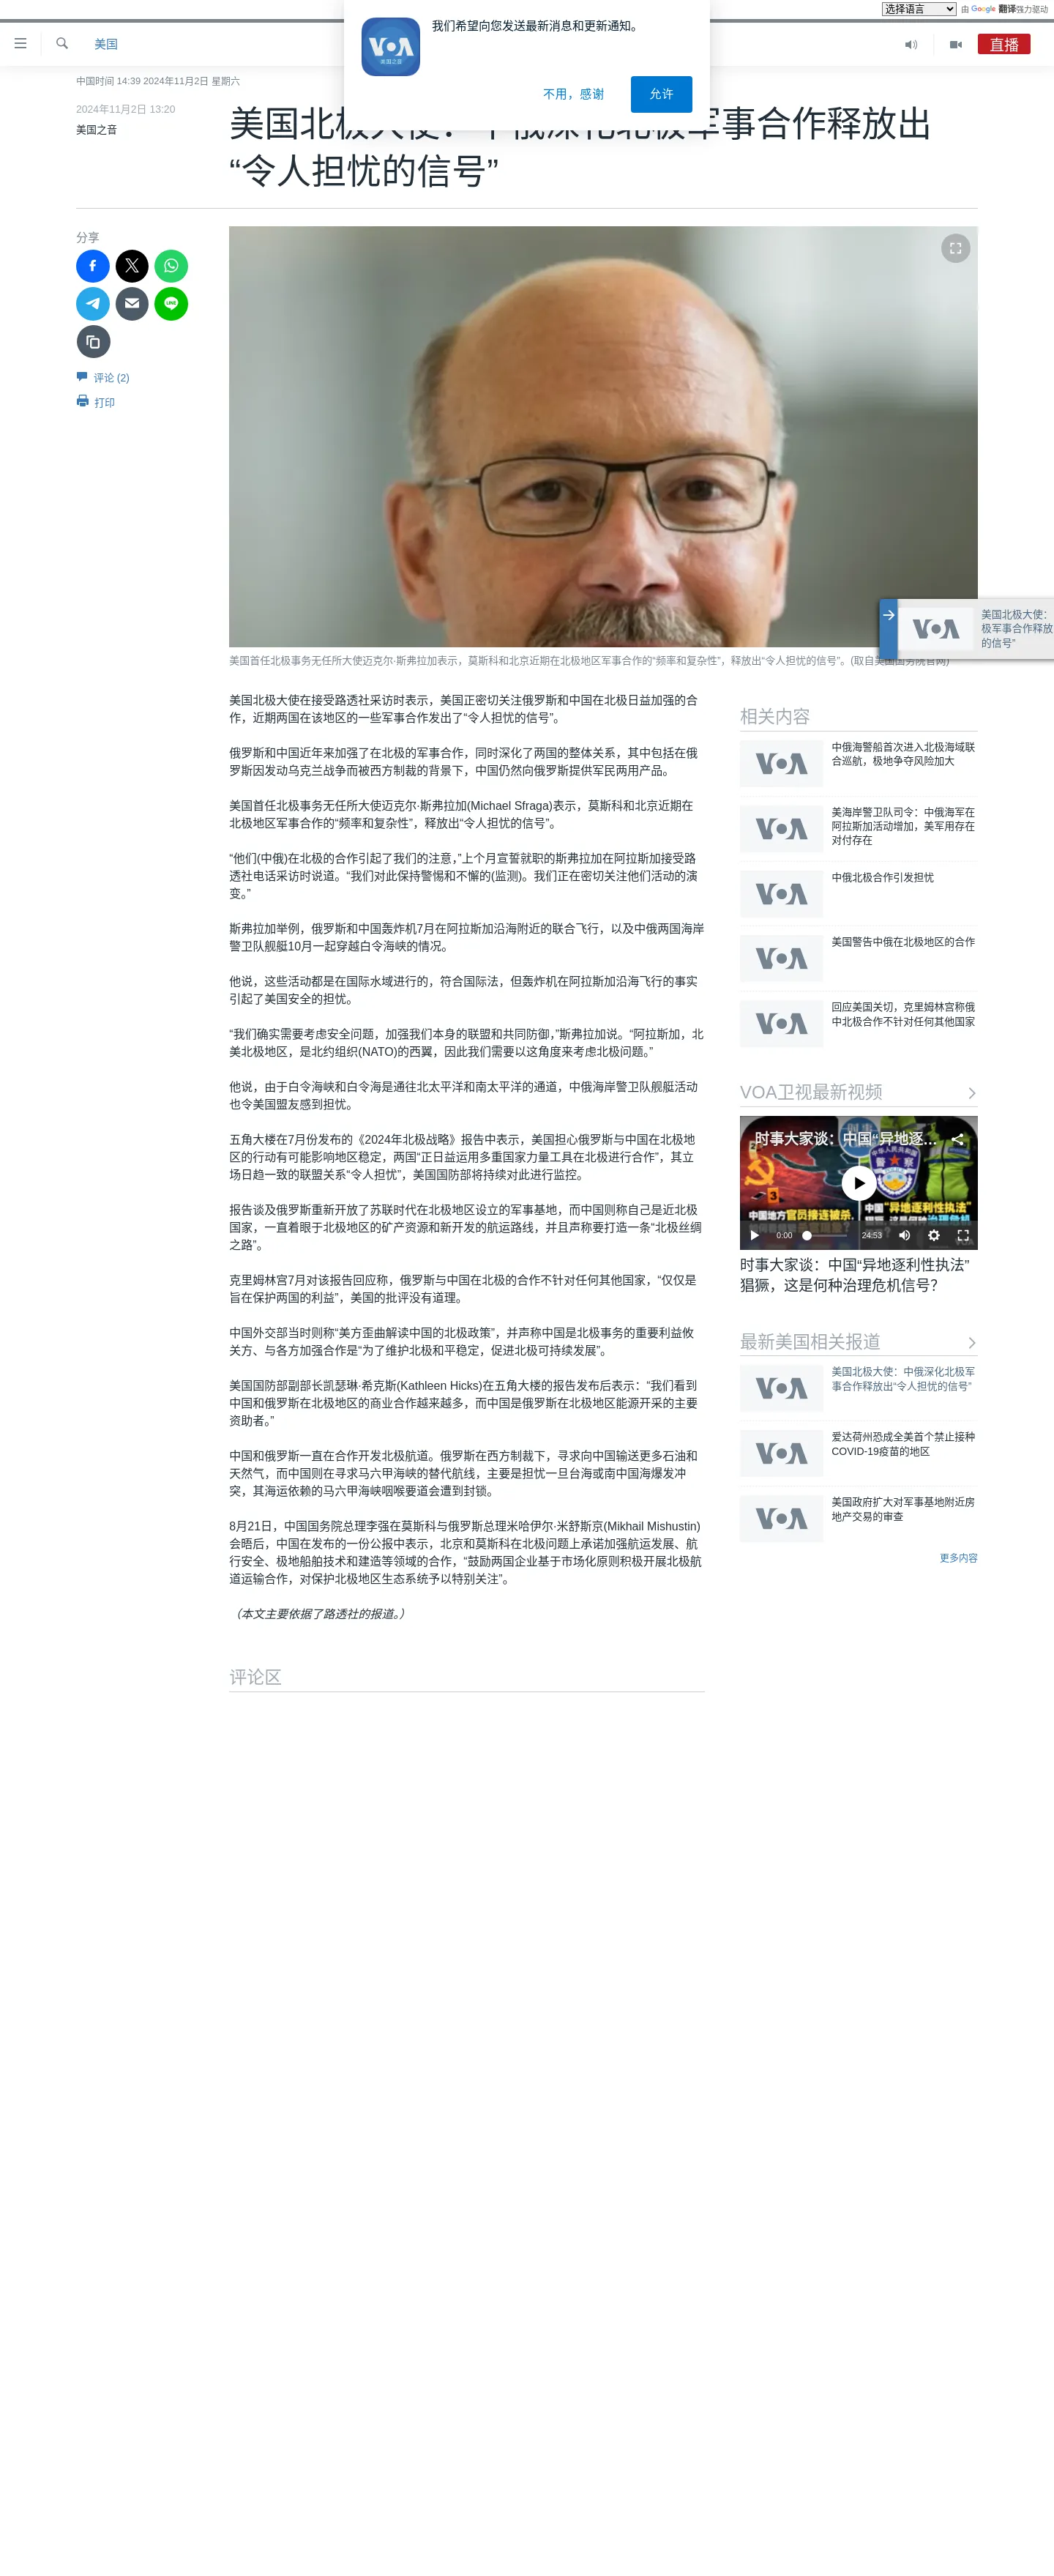 选择语言
由 Google 翻译强力驱动
我们希望向您发送最新消息和更新通知。
VOA
美国之音
不用，感谢
允许
美国
直播
中国时间 14:39 2024年11月2日 星期六
2024年11月2日 13:20
美国之音
美国北极大使：中俄深化北极军事合作释放出
“令人担忧的信号”
分享
评论 (2)
打印
VOA
美国北极大使：
极军事合作释放
的信号”
美国首任北极事务无任所大使迈克尔·斯弗拉加表示，莫斯科和北京近期在北极地区军事合作的“频率和复杂性”，释放出“令人担忧的信号”。(取自美国国务院官网)
美国北极大使在接受路透社采访时表示，美国正密切关注俄罗斯和中国在北极日益加强的合
作，近期两国在该地区的一些军事合作发出了“令人担忧的信号”。
俄罗斯和中国近年来加强了在北极的军事合作，同时深化了两国的整体关系，其中包括在俄
罗斯因发动乌克兰战争而被西方制裁的背景下，中国仍然向俄罗斯提供军民两用产品。
美国首任北极事务无任所大使迈克尔·斯弗拉加(Michael Sfraga)表示，莫斯科和北京近期在
北极地区军事合作的“频率和复杂性”，释放出“令人担忧的信号”。
“他们(中俄)在北极的合作引起了我们的注意，”上个月宣誓就职的斯弗拉加在阿拉斯加接受路
透社电话采访时说道。“我们对此保持警惕和不懈的(监测)。我们正在密切关注他们活动的演
变。”
斯弗拉加举例，俄罗斯和中国轰炸机7月在阿拉斯加沿海附近的联合飞行，以及中俄两国海岸
警卫队舰艇10月一起穿越白令海峡的情况。
他说，这些活动都是在国际水域进行的，符合国际法，但轰炸机在阿拉斯加沿海飞行的事实
引起了美国安全的担忧。
“我们确实需要考虑安全问题，加强我们本身的联盟和共同防御，”斯弗拉加说。“阿拉斯加，北
美北极地区，是北约组织(NATO)的西翼，因此我们需要以这角度来考虑北极问题。”
他说，由于白令海峡和白令海是通往北太平洋和南太平洋的通道，中俄海岸警卫队舰艇活动
也令美国盟友感到担忧。
五角大楼在7月份发布的《2024年北极战略》报告中表示，美国担心俄罗斯与中国在北极地
区的行动有可能影响地区稳定，两国“正日益运用多重国家力量工具在北极进行合作”，其立
场日趋一致的联盟关系“令人担忧”，美国国防部将持续对此进行监控。
报告谈及俄罗斯重新开放了苏联时代在北极地区设立的军事基地，而中国则称自己是近北极
国家，一直着眼于北极地区的矿产资源和新开发的航运路线，并且声称要打造一条“北极丝绸
之路”。
克里姆林宫7月对该报告回应称，俄罗斯与中国在北极的合作不针对任何其他国家，“仅仅是
旨在保护两国的利益”，美国的批评没有道理。
中国外交部当时则称“美方歪曲解读中国的北极政策”，并声称中国是北极事务的重要利益攸
关方、与各方加强合作是“为了维护北极和平稳定，促进北极可持续发展”。
美国国防部副部长凯瑟琳·希克斯(Kathleen Hicks)在五角大楼的报告发布后表示：“我们看到
中国和俄罗斯在北极地区的商业合作越来越多，而中国是俄罗斯在北极地区能源开采的主要
资助者。”
中国和俄罗斯一直在合作开发北极航道。俄罗斯在西方制裁下，寻求向中国输送更多石油和
天然气，而中国则在寻求马六甲海峡的替代航线，主要是担忧一旦台海或南中国海爆发冲
突，其海运依赖的马六甲海峡咽喉要道会遭到封锁。
8月21日，中国国务院总理李强在莫斯科与俄罗斯总理米哈伊尔·米舒斯京(Mikhail Mishustin)
会晤后，中国在发布的一份公报中表示，北京和莫斯科在北极问题上承诺加强航运发展、航
行安全、极地船舶技术和建造等领域的合作，“鼓励两国企业基于市场化原则积极开展北极航
道运输合作，对保护北极地区生态系统予以特别关注”。
（本文主要依据了路透社的报道。）
评论区
相关内容
VOA
中俄海警船首次进入北极海域联
合巡航，极地争夺风险加大
VOA
美海岸警卫队司令：中俄海军在
阿拉斯加活动增加，美军用存在
对付存在
VOA
中俄北极合作引发担忧
VOA
美国警告中俄在北极地区的合作
VOA
回应美国关切，克里姆林宫称俄
中北极合作不针对任何其他国家
VOA卫视最新视频
时事大家谈：中国“异地逐...
中国地方官员接连被杀，
中国“异地逐利性执法”
0:00
24:53
时事大家谈：中国“异地逐利性执法”
猖獗，这是何种治理危机信号？
最新美国相关报道
VOA
美国北极大使：中俄深化北极军
事合作释放出“令人担忧的信号”
VOA
爱达荷州恐成全美首个禁止接种
COVID-19疫苗的地区
VOA
美国政府扩大对军事基地附近房
地产交易的审查
更多内容